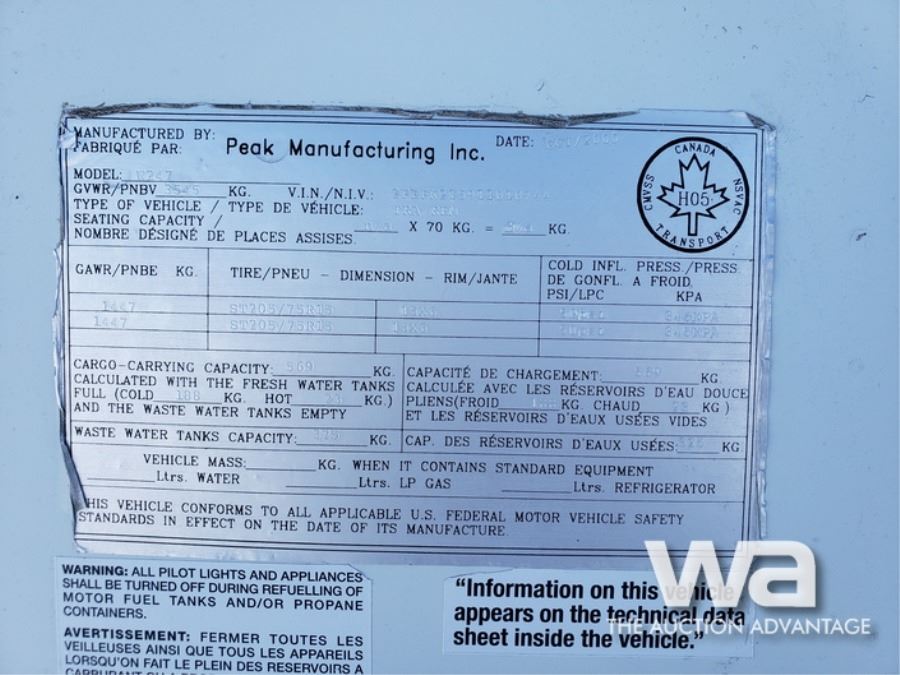 MANUFACTURED BY:
FABRIQUÉ PAR: Peak Manufacturing Inc. DATE:
MODEL:
GVWR/PNBV 3545 KG. V.I.N./N.I.V.:
TYPE OF VEHICLE / TYPE DE VÉHICLE:
SEATING CAPACITY /
NOMBRE DÉSIGNÉ DE PLACES ASSISES. X 70 KG. = KG.
CANADA
CMVSS H05 NSVAC
TRANSPORT
GAWR/PNBE KG. TIRE/PNEU - DIMENSION - RIM/JANTE
COLD INFL. PRESS./PRESS.
DE GONFL. A FROID.
PSI/LPC KPA
1447 ST205/75R15
1447 ST205/75R15
CARGO-CARRYING CAPACITY: 569 KG.
CALCULATED WITH THE FRESH WATER TANKS
FULL (COLD 188 KG. HOT 23 KG.)
AND THE WASTE WATER TANKS EMPTY
CAPACITÉ DE CHARGEMENT: KG
CALCULÉE AVEC LES RÉSERVOIRS D'EAU DOUCE
PLIENS(FROID KG. CHAUD KG )
ET LES RÉSERVOIRS D'EAUX USÉES VIDES
WASTE WATER TANKS CAPACITY: KG.
CAP. DES RÉSERVOIRS D'EAUX USÉES: KG
VEHICLE MASS: KG. WHEN IT CONTAINS STANDARD EQUIPMENT
Ltrs. WATER Ltrs. LP GAS Ltrs. REFRIGERATOR
THIS VEHICLE CONFORMS TO ALL APPLICABLE U.S. FEDERAL MOTOR VEHICLE SAFETY
STANDARDS IN EFFECT ON THE DATE OF ITS MANUFACTURE.
WARNING: ALL PILOT LIGHTS AND APPLIANCES
SHALL BE TURNED OFF DURING REFUELLING OF
MOTOR FUEL TANKS AND/OR PROPANE
CONTAINERS.
AVERTISSEMENT: FERMER TOUTES LES
VEILLEUSES AINSI QUE TOUS LES APPAREILS
LORSQU'ON FAIT LE PLEIN DES RESERVOIRS A
"Information on this vehicle
appears on the technical data
sheet inside the vehicle."
wa
THE AUCTION ADVANTAGE